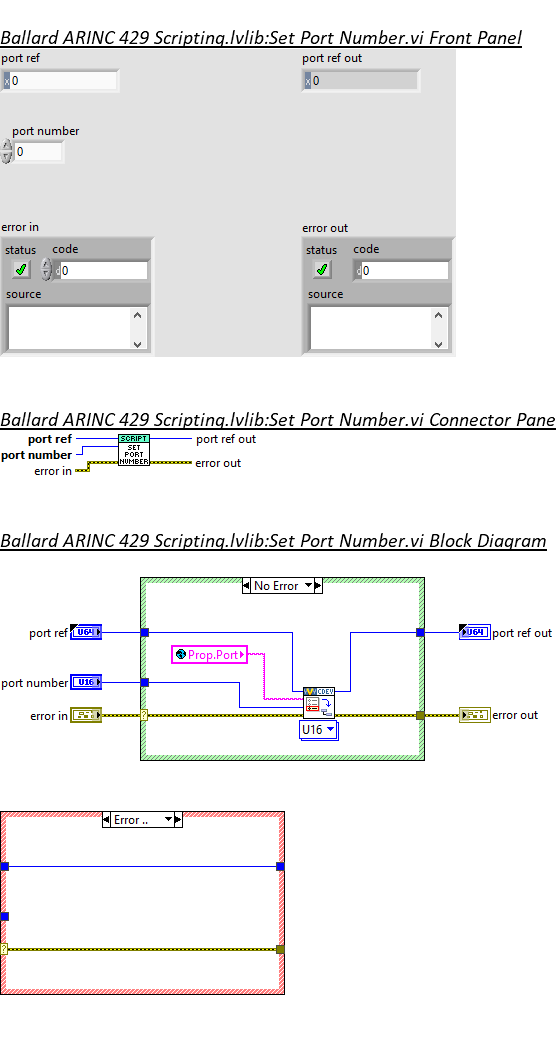 Ballard ARINC 429 Scripting.lvlib:Set Port Number.vi Front Panel
port ref port ref out
x 0 x 0
port number
0
error in error out
status code status code
d 0 d 0
source source
Ballard ARINC 429 Scripting.lvlib:Set Port Number.vi Connector Pane
port ref SCRIPT port ref out
port number SET
PORT
error in NUMBER error out
Ballard ARINC 429 Scripting.lvlib:Set Port Number.vi Block Diagram
No Error
port ref U64 U64 port ref out
Prop.Port
port number U16 CDEV
error in ? error out
U16
Error ..
?